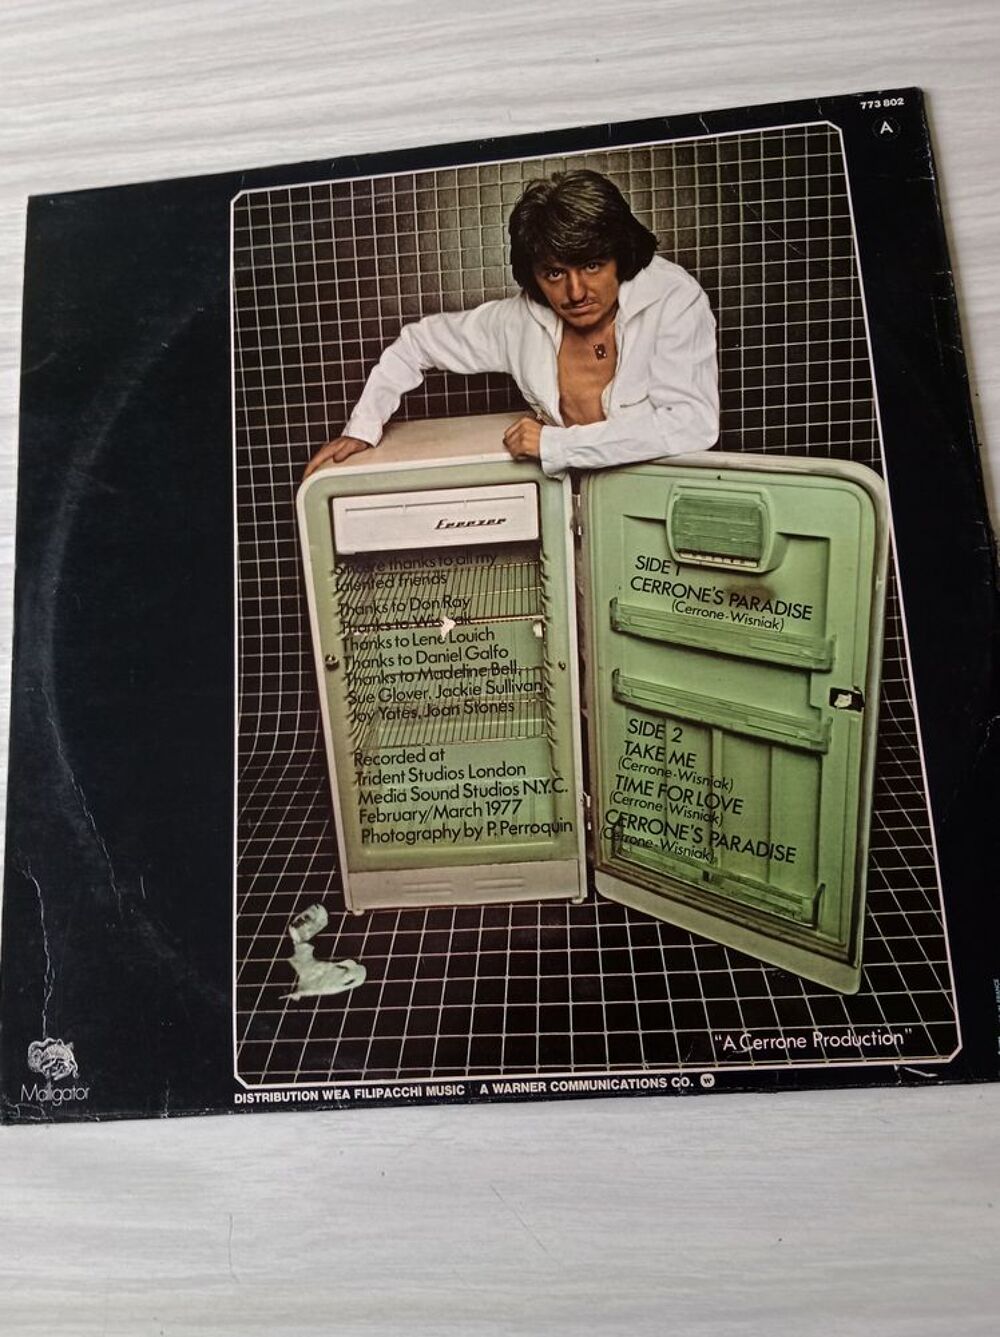 773 802
A
Freezer
Sincere thanks to all my
talented friends
Thanks to Don Ray
Thanks to Wisniak
Thanks to Lene Louich
Thanks to Daniel Galfo
Thanks to Madeline Bell,
Sue Glover, Jackie Sullivan,
Joy Yates, Joan Stones
Recorded at
Trident Studios London
Media Sound Studios N.Y.C.
February/March 1977
Photography by P. Perroquin
SIDE 1
CERRONE'S PARADISE
(Cerrone-Wisniak)
SIDE 2
TAKE ME
(Cerrone-Wisniak)
TIME FOR LOVE
(Cerrone-Wisniak)
CERRONE'S PARADISE
(Cerrone-Wisniak)
"A Cerrone Production"
Malligator
DISTRIBUTION WEA FILIPACCHI MUSIC A WARNER COMMUNICATIONS CO. W